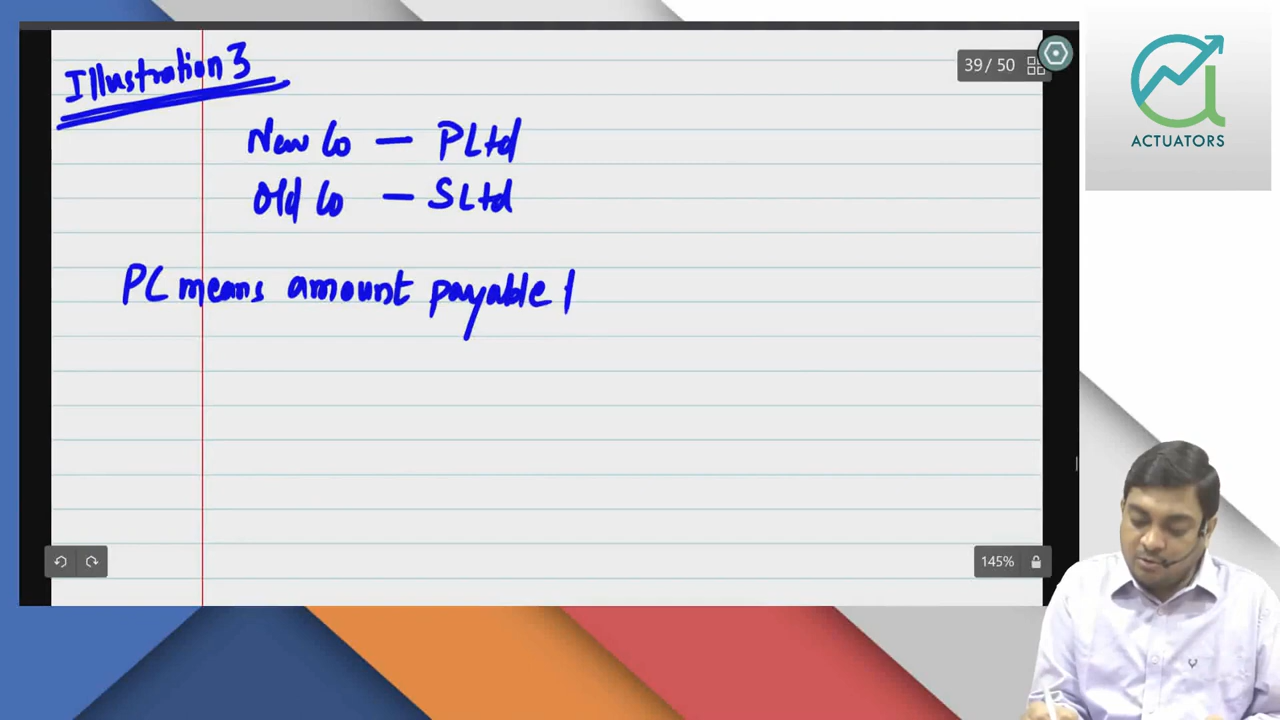 Illustration 3
39 / 50
New Co — P Ltd
Old Co — S Ltd
PC means amount payable
145%
ACTUATORS